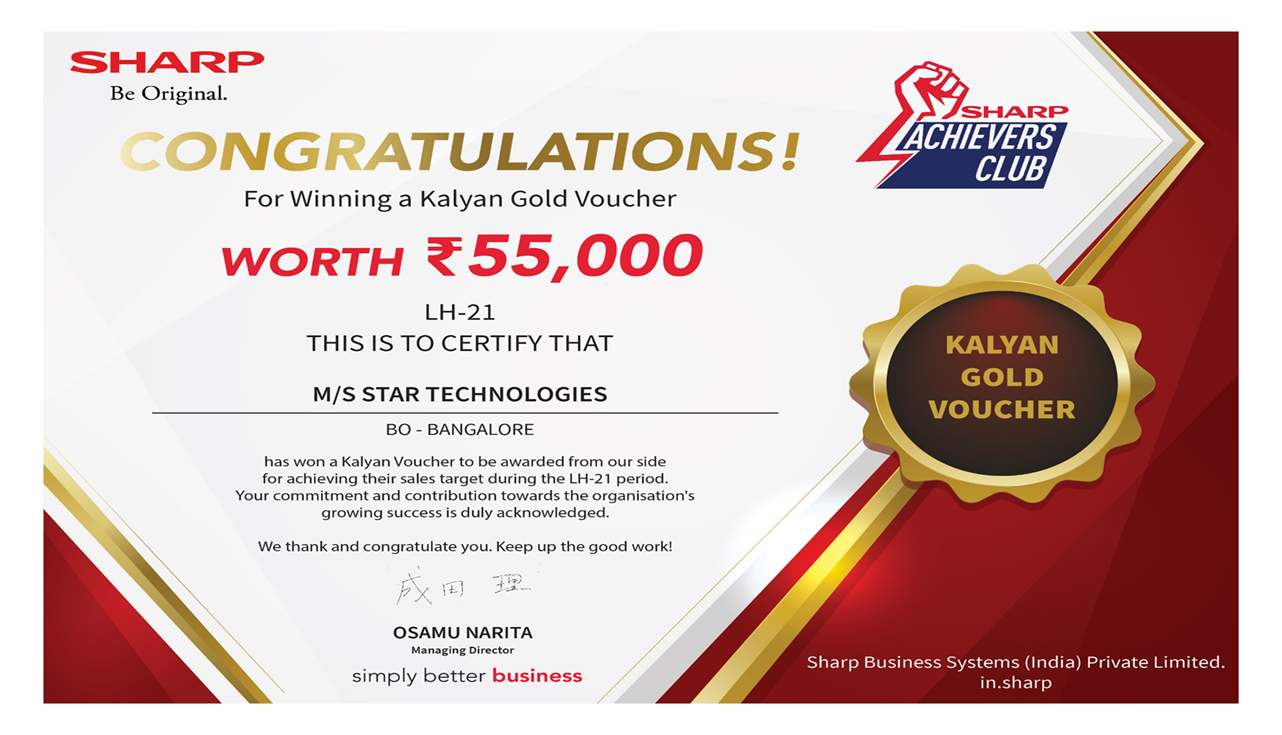 SHARP
Be Original.
SHARP
ACHIEVERS
CLUB
CONGRATULATIONS!
For Winning a Kalyan Gold Voucher
WORTH ₹55,000
LH-21
THIS IS TO CERTIFY THAT
M/S STAR TECHNOLOGIES
BO - BANGALORE
has won a Kalyan Voucher to be awarded from our side
for achieving their sales target during the LH-21 period.
Your commitment and contribution towards the organisation's
growing success is duly acknowledged.
We thank and congratulate you. Keep up the good work!
成田 理
OSAMU NARITA
Managing Director
simply better business
KALYAN
GOLD
VOUCHER
Sharp Business Systems (India) Private Limited.
in.sharp